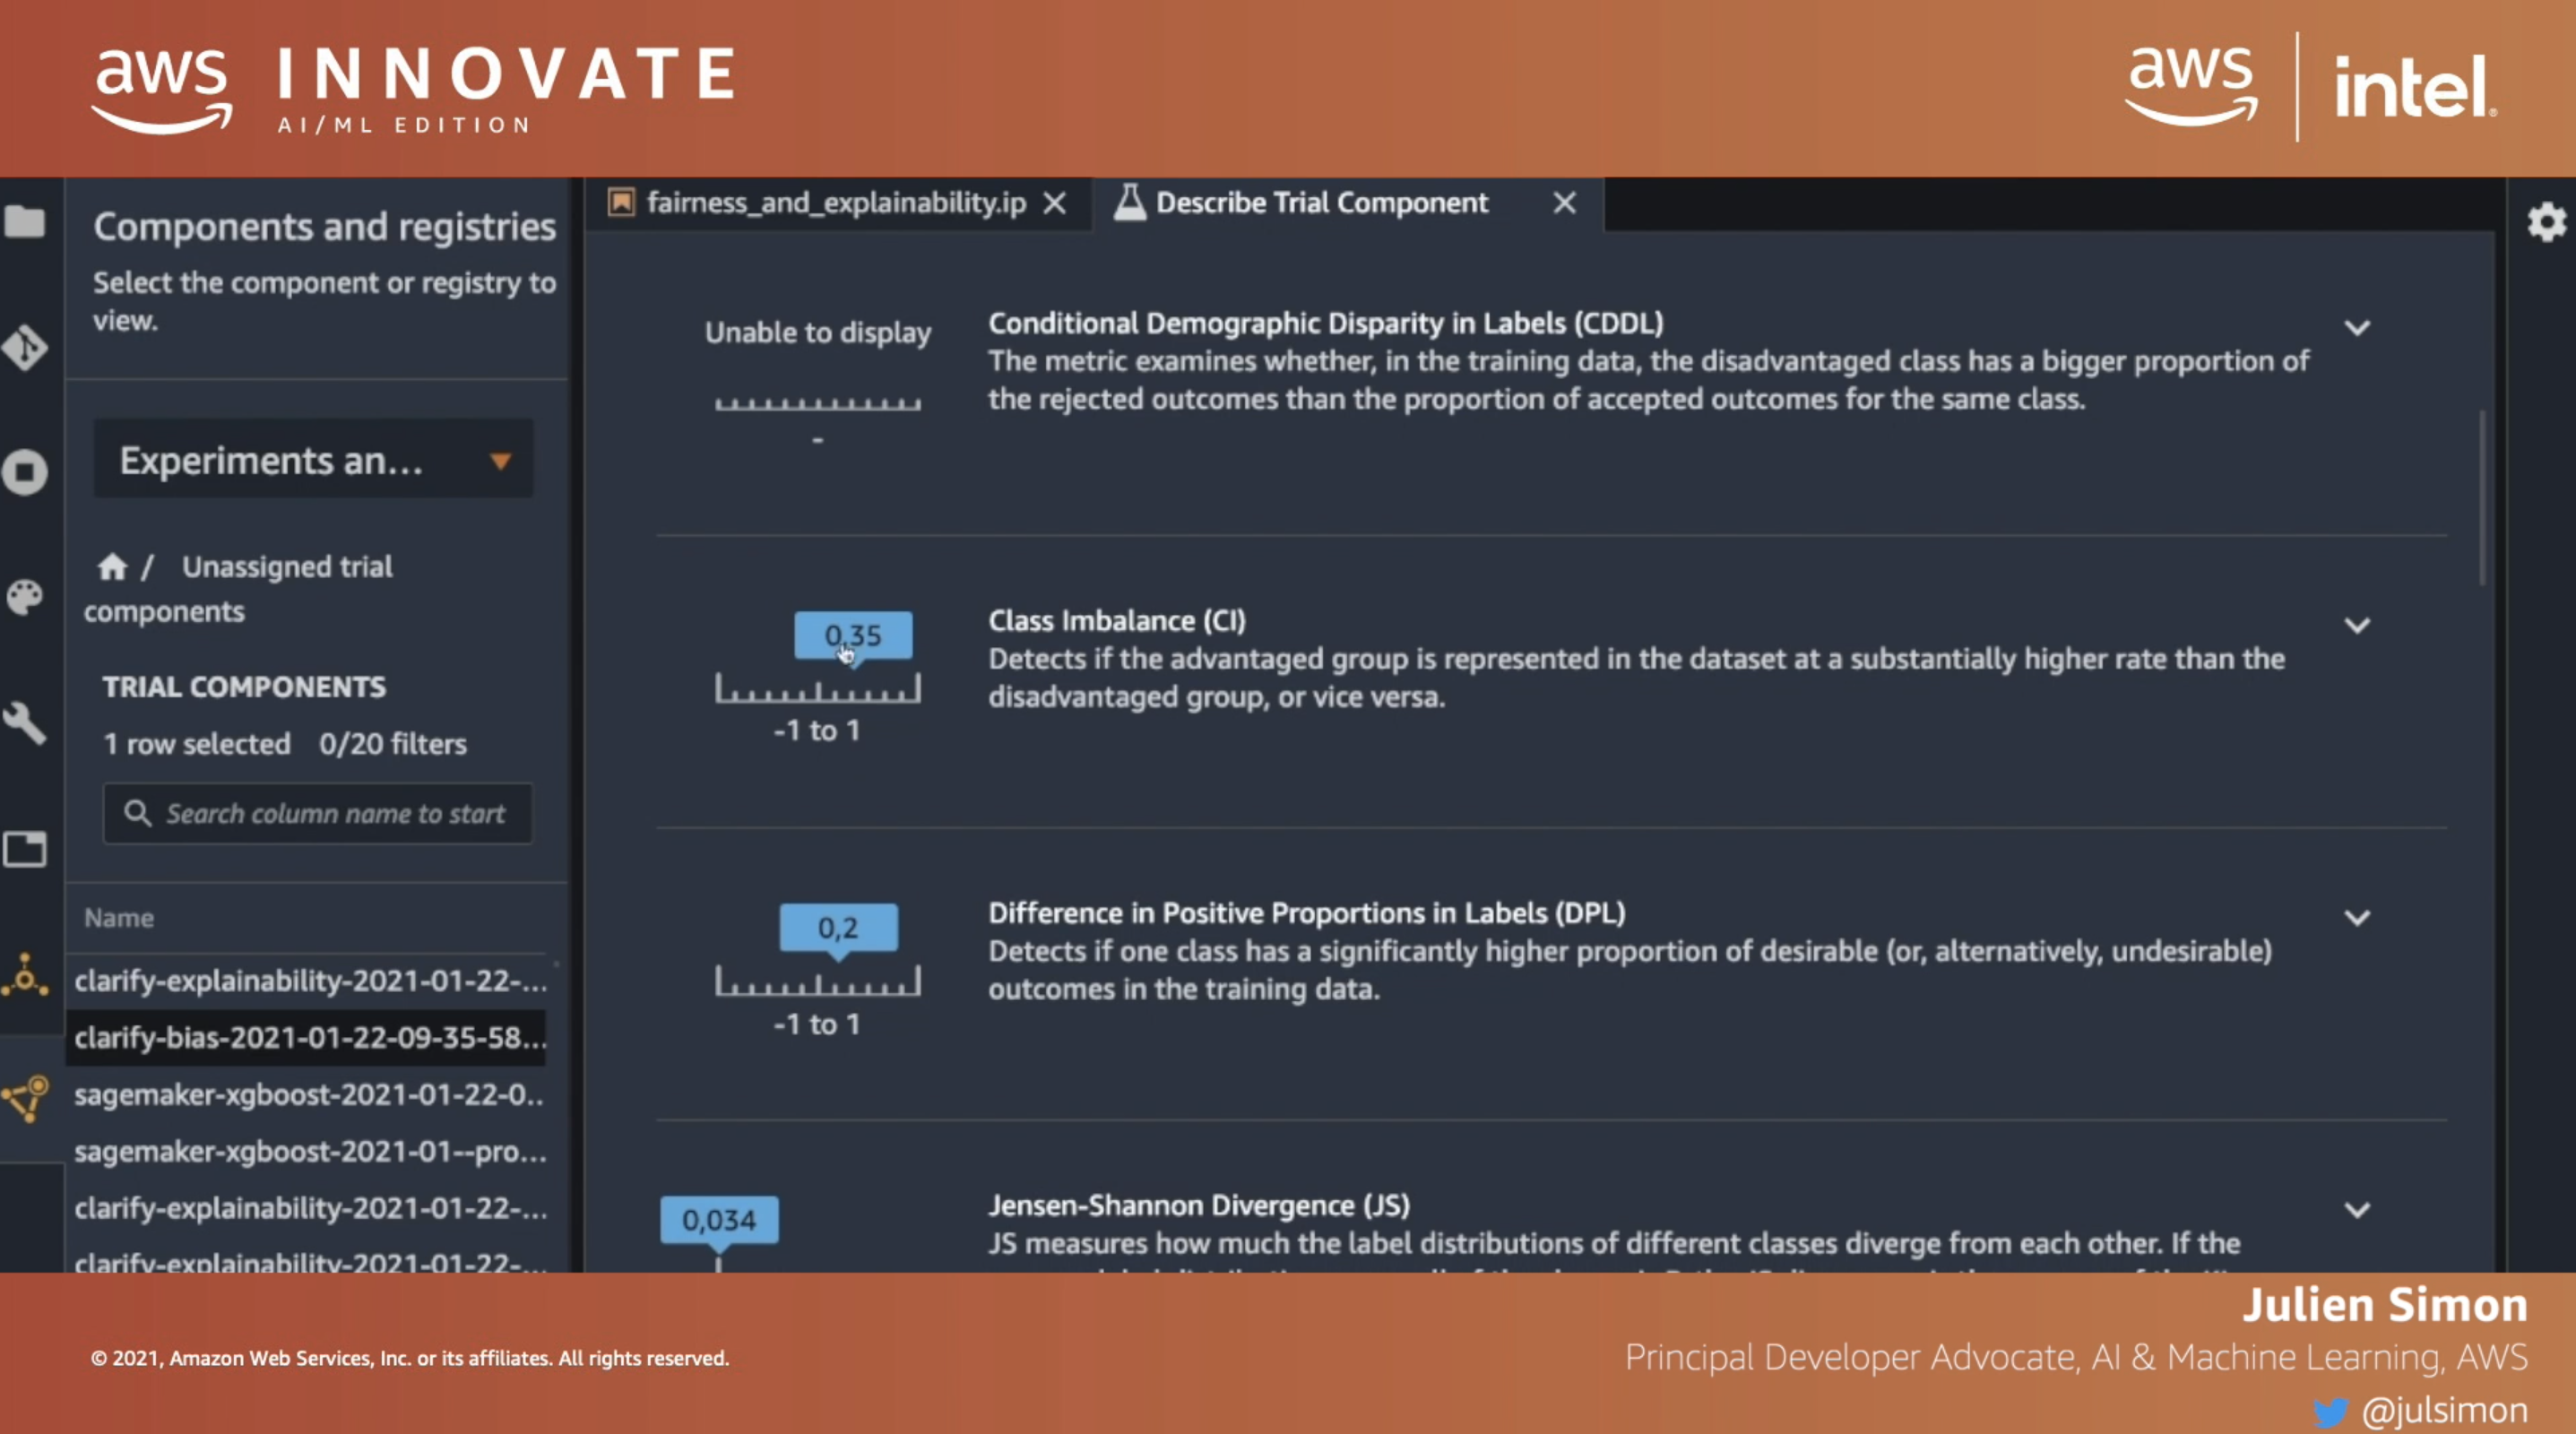 aws INNOVATE
AI/ML EDITION
aws intel
Components and registries
Select the component or registry to
view.
Experiments an...
/ Unassigned trial
components
TRIAL COMPONENTS
1 row selected 0/20 filters
Search column name to start
Name
clarify-explainability-2021-01-22-...
clarify-bias-2021-01-22-09-35-58...
sagemaker-xgboost-2021-01-22-0..
sagemaker-xgboost-2021-01--pro...
clarify-explainability-2021-01-22-...
clarify-explainability-2021-01-22-...
fairness_and_explainability.ip
Describe Trial Component
Unable to display
-
Conditional Demographic Disparity in Labels (CDDL)
The metric examines whether, in the training data, the disadvantaged class has a bigger proportion of
the rejected outcomes than the proportion of accepted outcomes for the same class.
0,35
-1 to 1
Class Imbalance (CI)
Detects if the advantaged group is represented in the dataset at a substantially higher rate than the
disadvantaged group, or vice versa.
0,2
-1 to 1
Difference in Positive Proportions in Labels (DPL)
Detects if one class has a significantly higher proportion of desirable (or, alternatively, undesirable)
outcomes in the training data.
0,034
Jensen-Shannon Divergence (JS)
JS measures how much the label distributions of different classes diverge from each other. If the
© 2021, Amazon Web Services, Inc. or its affiliates. All rights reserved.
Julien Simon
Principal Developer Advocate, AI & Machine Learning, AWS
@julsimon